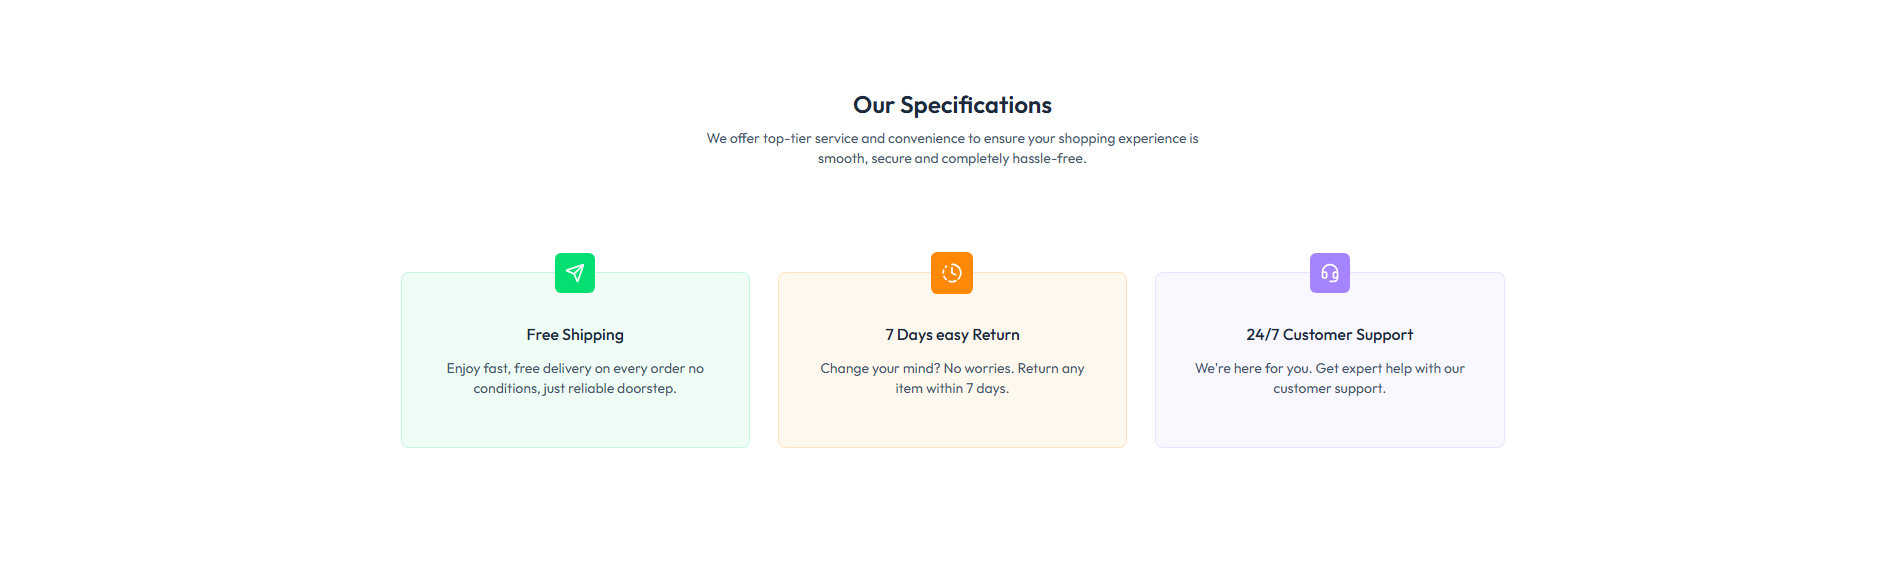 Our Specifications
We offer top-tier service and convenience to ensure your shopping experience is
smooth, secure and completely hassle-free.
Free Shipping
Enjoy fast, free delivery on every order no
conditions, just reliable doorstep.
7 Days easy Return
Change your mind? No worries. Return any
item within 7 days.
24/7 Customer Support
We're here for you. Get expert help with our
customer support.